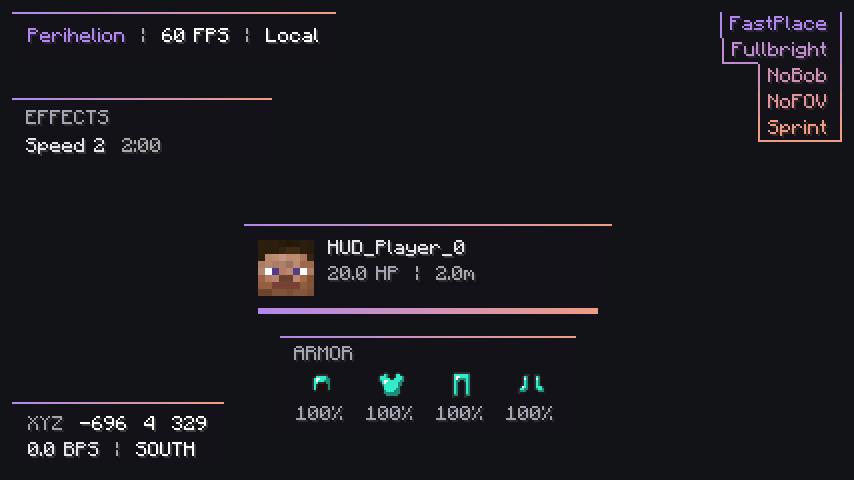 Perihelion ¦ 60 FPS ¦ Local
FastPlace
Fullbright
NoBob
NoFOV
Sprint
EFFECTS
Speed 2 2:00
HUD_Player_0
20.0 HP ¦ 2.0m
ARMOR
100% 100% 100% 100%
XYZ -696 4 329
0.0 BPS ¦ SOUTH